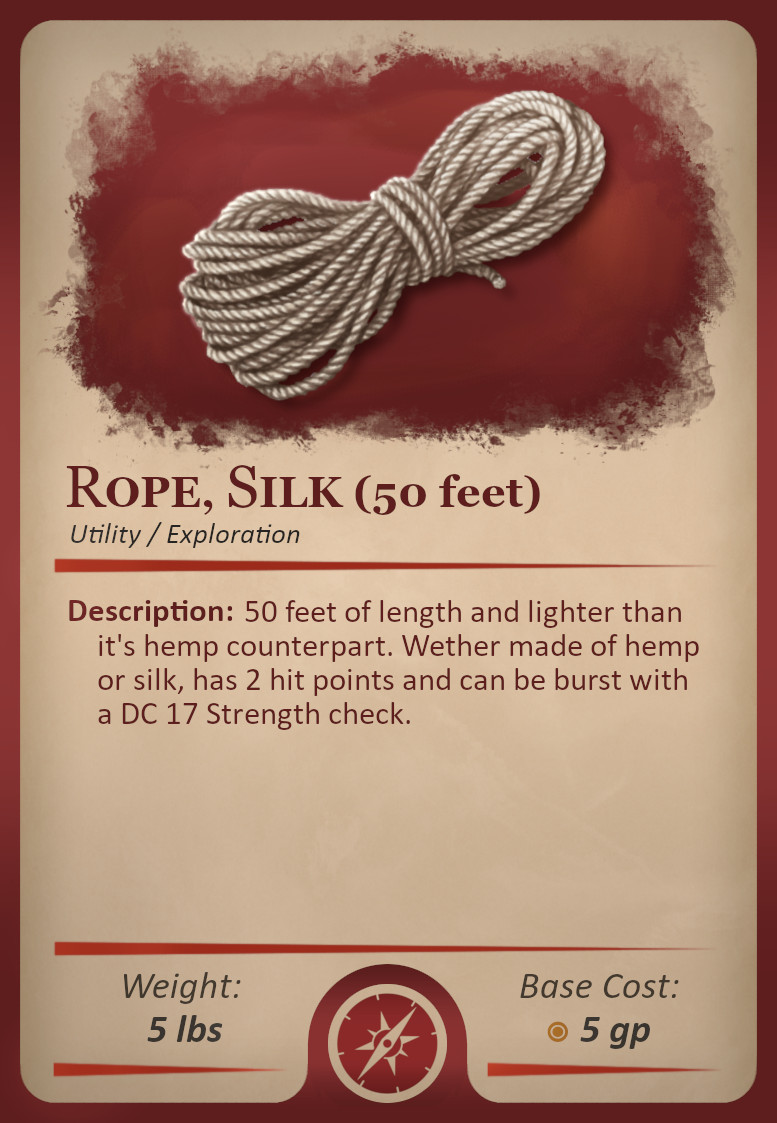 Rope, Silk (50 feet)
Utility / Exploration
Description: 50 feet of length and lighter than
it's hemp counterpart. Wether made of hemp
or silk, has 2 hit points and can be burst with
a DC 17 Strength check.
Weight:
5 lbs
Base Cost:
5 gp